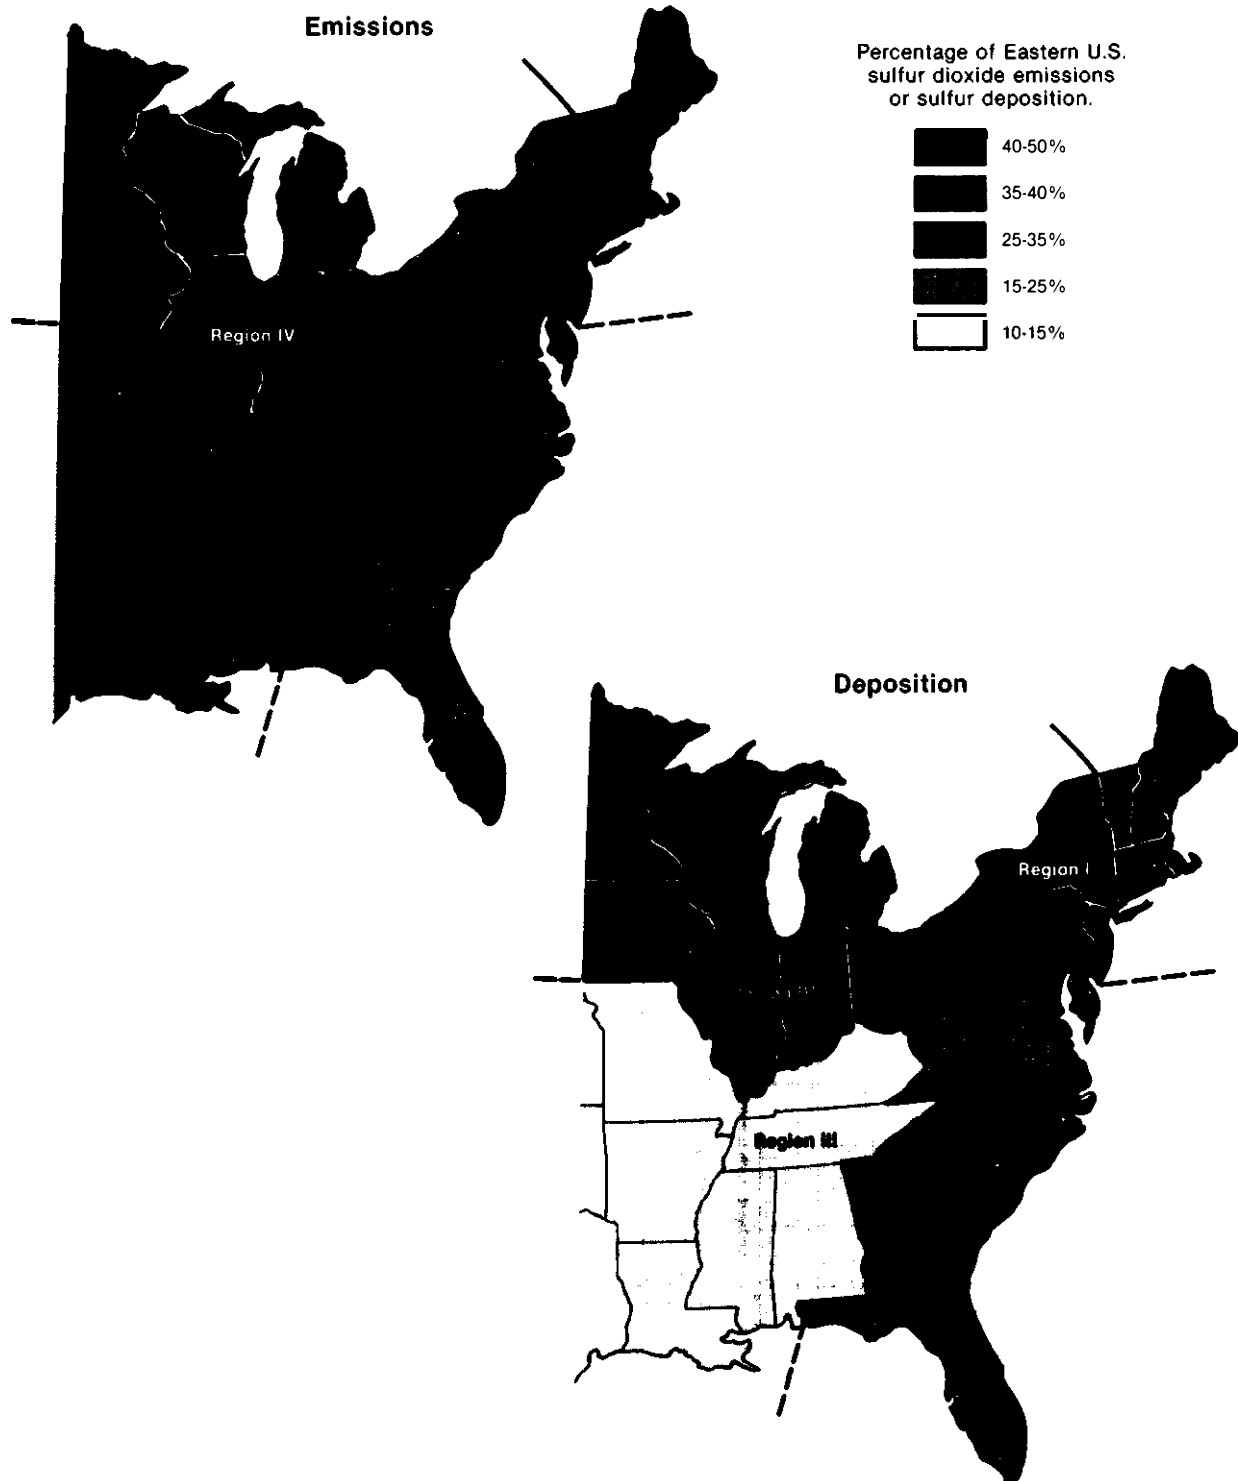 Emissions
Percentage of Eastern U.S.
sulfur dioxide emissions
or sulfur deposition.
40-50%
35-40%
25-35%
15-25%
10-15%
Region IV
Deposition
Region I
Region III